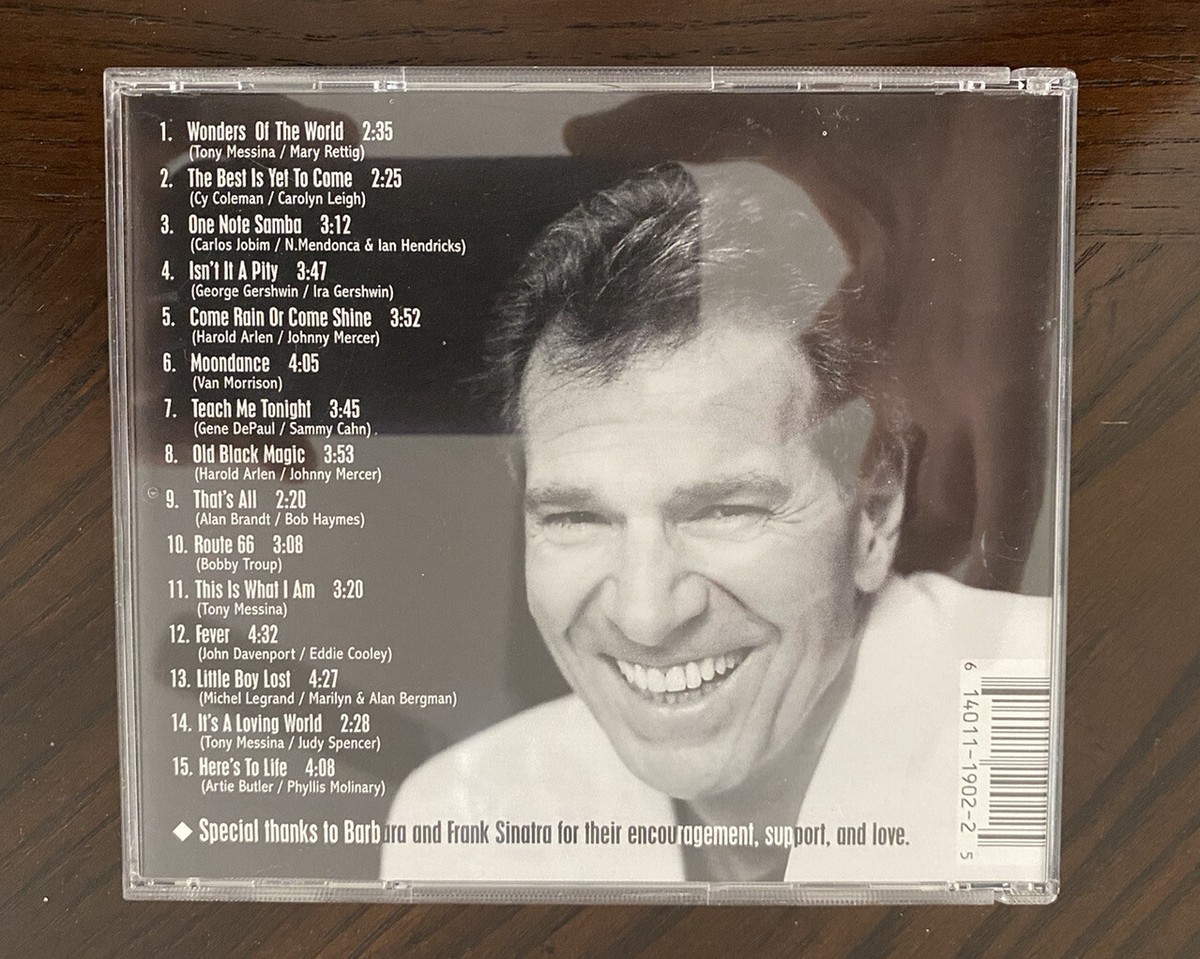 1. Wonders Of The World 2:35
(Tony Messina / Mary Rettig)
2. The Best Is Yet To Come 2:25
(Cy Coleman / Carolyn Leigh)
3. One Note Samba 3:12
(Carlos Jobim / N.Mendonca & Ian Hendricks)
4. Isn't It A Pity 3:47
(George Gershwin / Ira Gershwin)
5. Come Rain Or Come Shine 3:52
(Harold Arlen / Johnny Mercer)
6. Moondance 4:05
(Van Morrison)
7. Teach Me Tonight 3:45
(Gene DePaul / Sammy Cahn)
8. Old Black Magic 3:53
(Harold Arlen / Johnny Mercer)
9. That's All 2:20
(Alan Brandt / Bob Haymes)
10. Route 66 3:08
(Bobby Troup)
11. This Is What I Am 3:20
(Tony Messina)
12. Fever 4:32
(John Davenport / Eddie Cooley)
13. Little Boy Lost 4:27
(Michel Legrand / Marilyn & Alan Bergman)
14. It's A Loving World 2:28
(Tony Messina / Judy Spencer)
15. Here's To Life 4:08
(Artie Butler / Phyllis Molinary)
◆ Special thanks to Barbara and Frank Sinatra for their encouragement, support, and love.
6 14011-1902-2 5